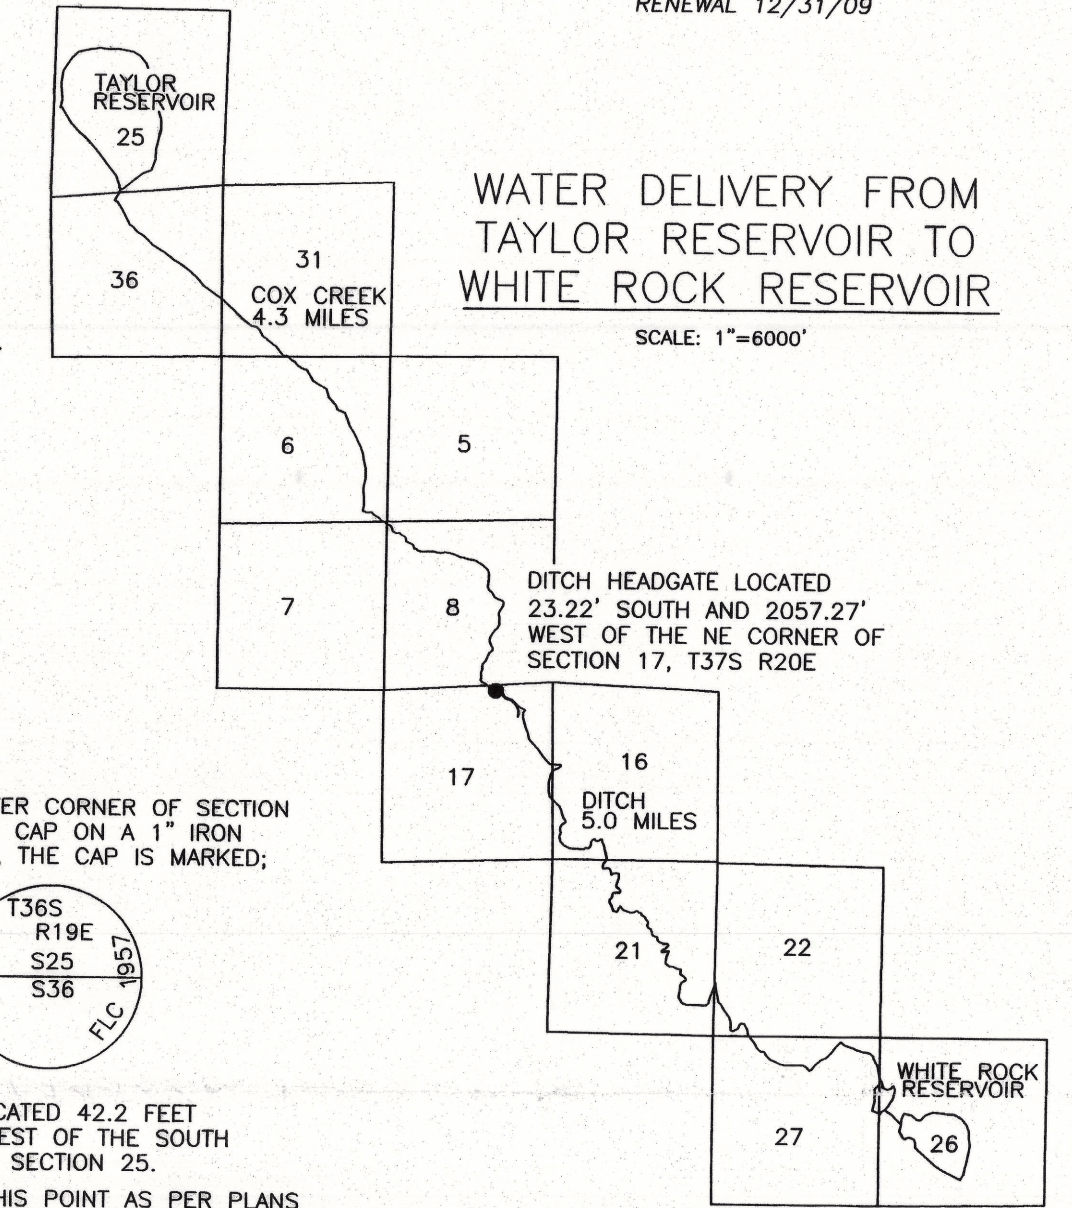 RENEWAL 12/31/09
TAYLOR
RESERVOIR
25
WATER DELIVERY FROM
TAYLOR RESERVOIR TO
WHITE ROCK RESERVOIR
SCALE: 1"=6000'
36
31
COX CREEK
4.3 MILES
6
5
7
8
DITCH HEADGATE LOCATED
23.22' SOUTH AND 2057.27'
WEST OF THE NE CORNER OF
SECTION 17, T37S R20E
17
16
DITCH
5.0 MILES
ER CORNER OF SECTION
CAP ON A 1" IRON
THE CAP IS MARKED;
T36S
R19E
S25
S36
FLC 1957
21
22
CATED 42.2 FEET
EST OF THE SOUTH
SECTION 25.
HIS POINT AS PER PLANS
WHITE ROCK
RESERVOIR
27
26